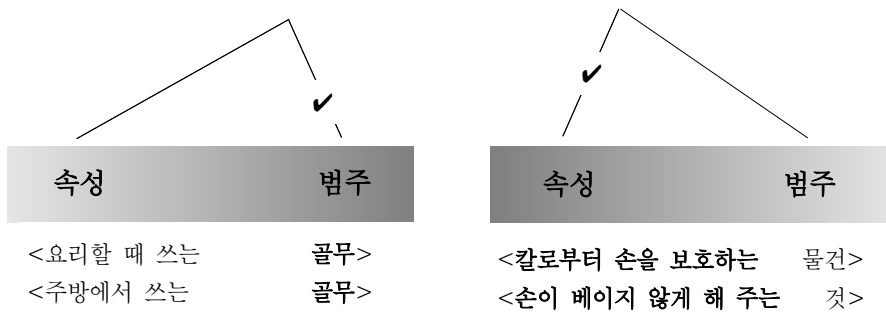 ✔ ✔
속성 범주 속성 범주
<요리할 때 쓰는 골무> <칼로부터 손을 보호하는 물건>
<주방에서 쓰는 골무> <손이 베이지 않게 해 주는 것>